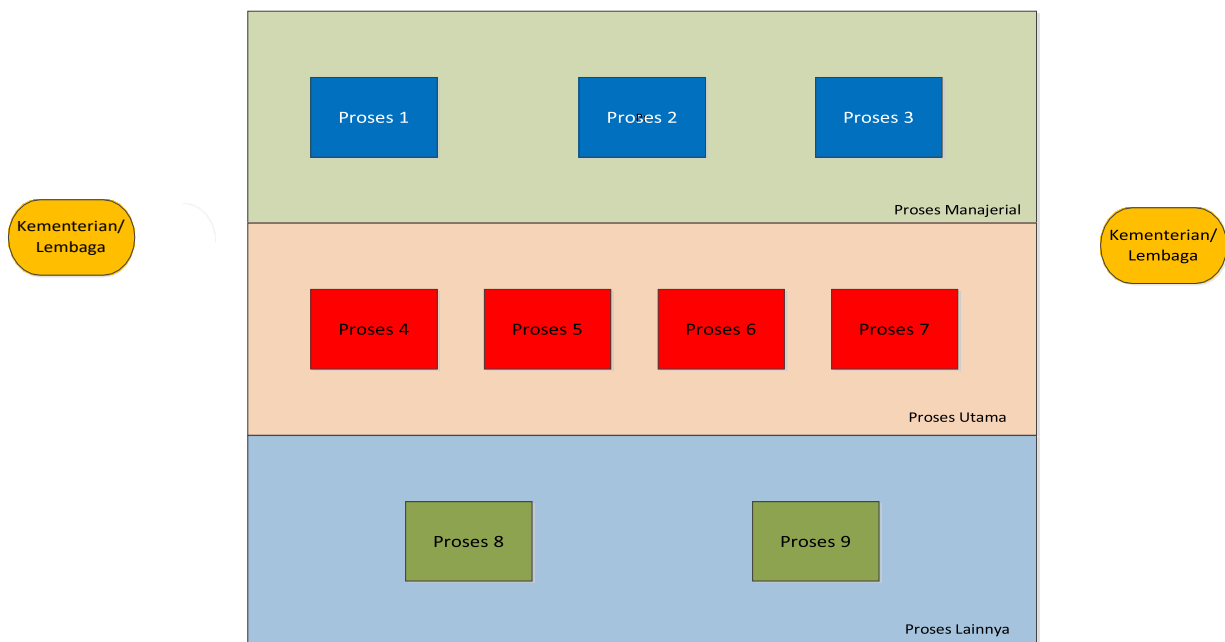 Proses 1
Proses 2
Proses 3
Proses Manajerial
Kementerian/
Lembaga
Kementerian/
Lembaga
Proses 4
Proses 5
Proses 6
Proses 7
Proses Utama
Proses 8
Proses 9
Proses Lainnya